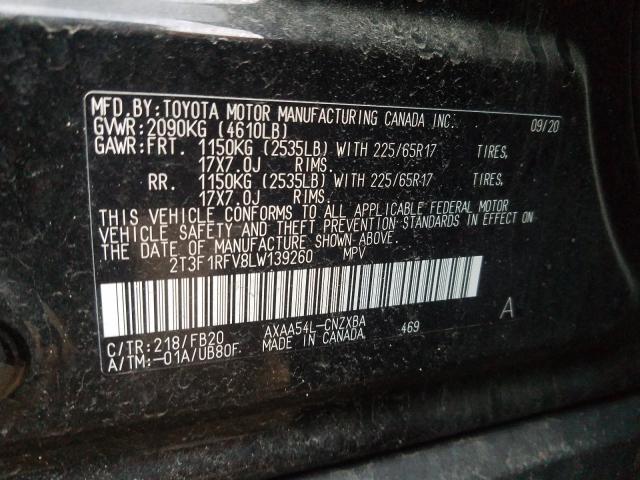 MFD.BY:TOYOTA MOTOR MANUFACTURING CANADA INC. 09/20
GVWR:2090KG (4610LB)
GAWR:FRT. 1150KG (2535LB) WITH 225/65R17 TIRES,
17X7.0J RIMS.
RR. 1150KG (2535LB) WITH 225/65R17 TIRES,
17X7.0J RIMS.
THIS VEHICLE CONFORMS TO ALL APPLICABLE FEDERAL MOTOR
VEHICLE SAFETY AND THEFT PREVENTION STANDARDS IN EFFECT ON
THE DATE OF MANUFACTURE SHOWN ABOVE.
2T3F1RFV8LW139260 MPV
A
C/TR:218/FB20 AXAA54L-CNZXBA 469
A/TM:-01A/UB80F. MADE IN CANADA.